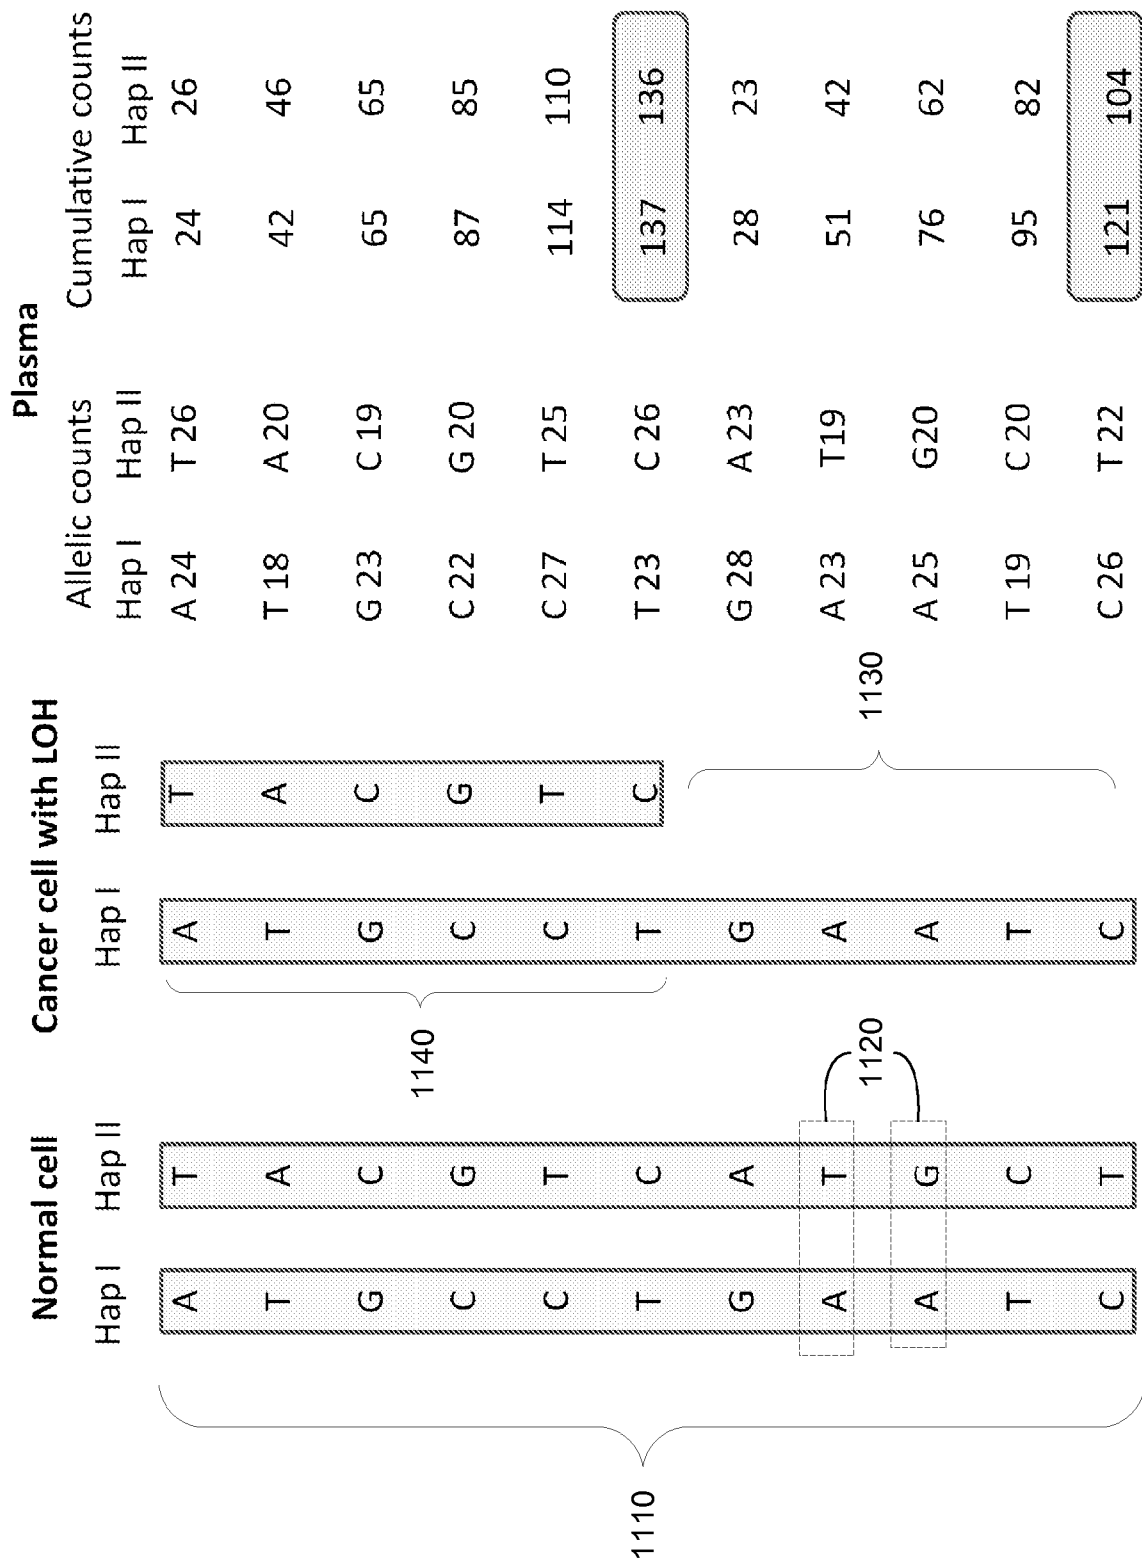 Plasma
Normal cell Cancer cell with LOH
Allelic counts Cumulative counts
Hap I Hap II Hap I Hap II Hap I Hap II Hap I Hap II
A T A T A 24 T 26 24 26
T A T A T 18 A 20 42 46
G C G C G 23 C 19 65 65
1140
C G C G C 22 G 20 87 85
C T C T C 27 T 25 114 110
1110 T C T C T 23 C 26 137 136
G A G G 28 A 23 28 23
A T A A 23 T19 51 42
1120 1130
A G A A 25 G20 76 62
T C T T 19 C 20 95 82
C T C C 26 T 22 121 104